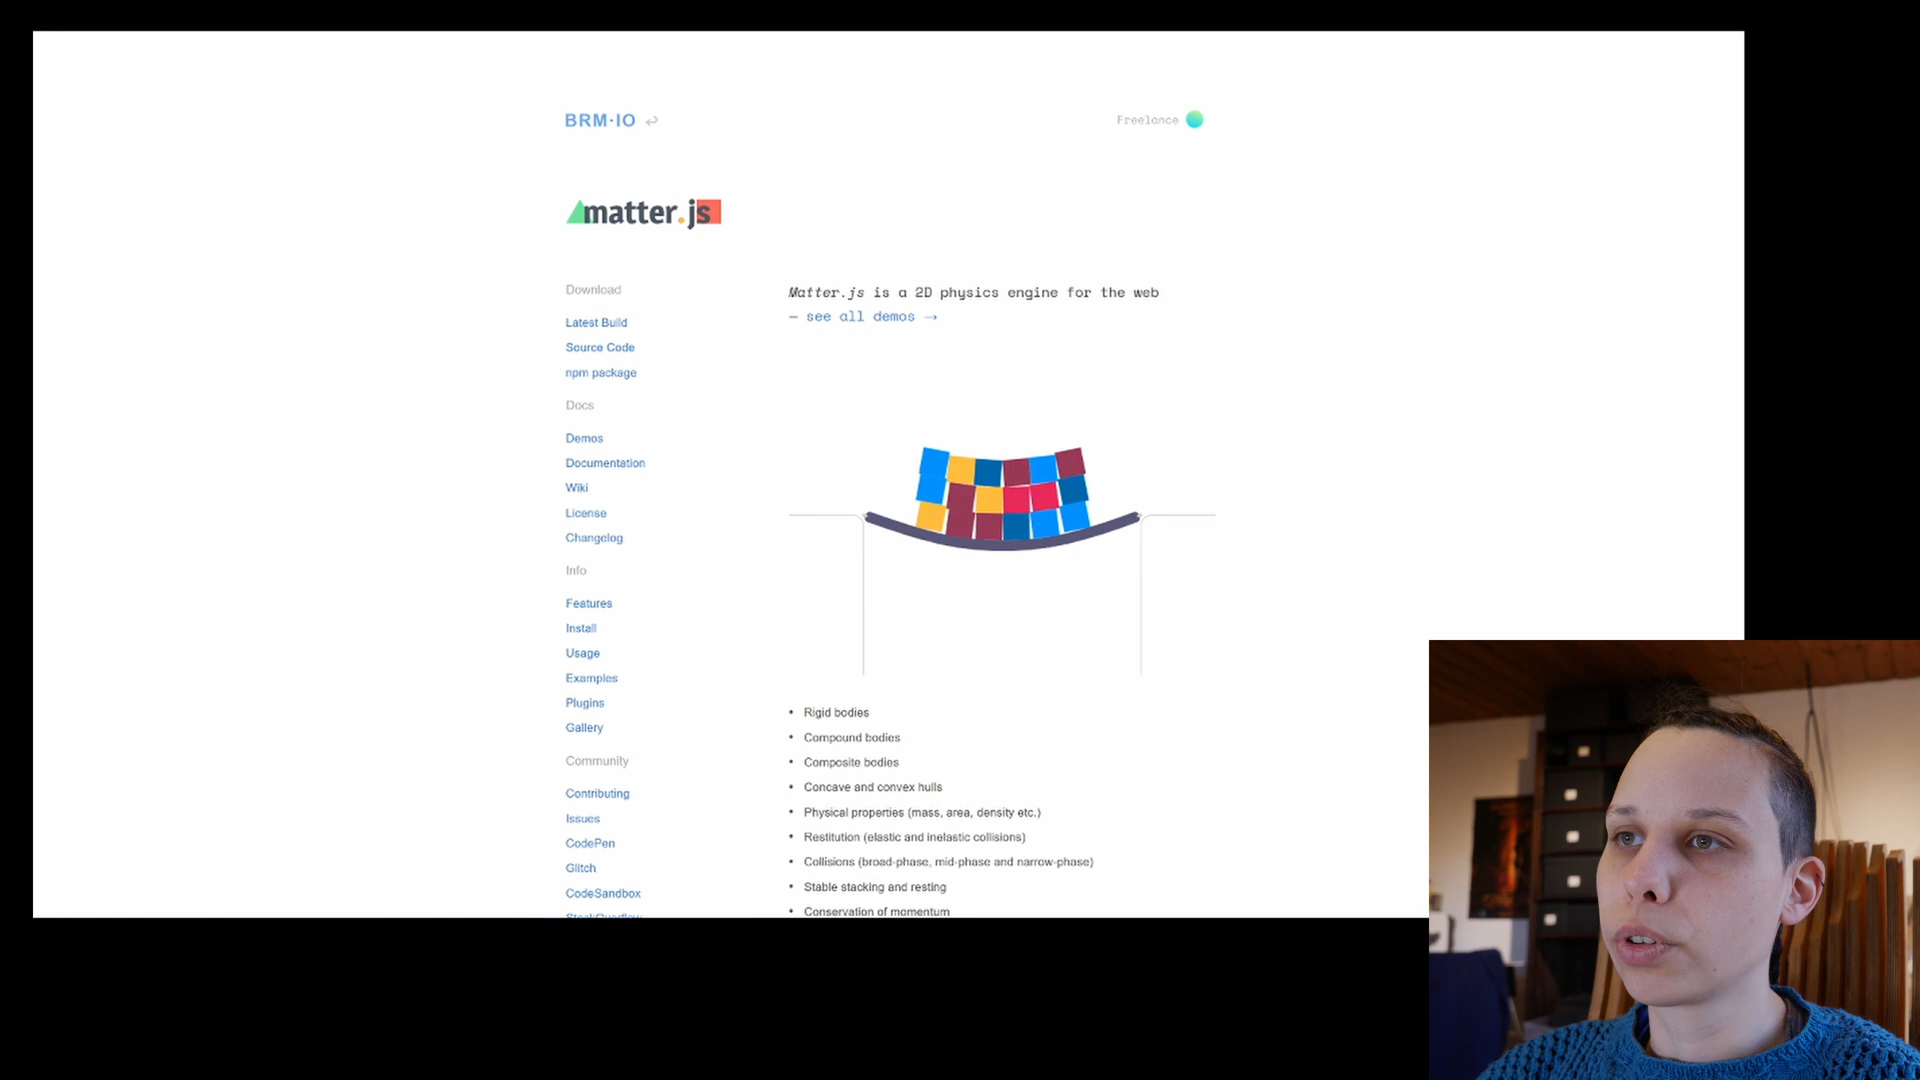 BRM·IO ↩
Freelance
matter.js
Download
Latest Build
Source Code
npm package
Docs
Demos
Documentation
Wiki
License
Changelog
Info
Features
Install
Usage
Examples
Plugins
Gallery
Community
Contributing
Issues
CodePen
Glitch
CodeSandbox
StackOverflow
Matter.js is a 2D physics engine for the web
— see all demos →
• Rigid bodies
• Compound bodies
• Composite bodies
• Concave and convex hulls
• Physical properties (mass, area, density etc.)
• Restitution (elastic and inelastic collisions)
• Collisions (broad-phase, mid-phase and narrow-phase)
• Stable stacking and resting
• Conservation of momentum